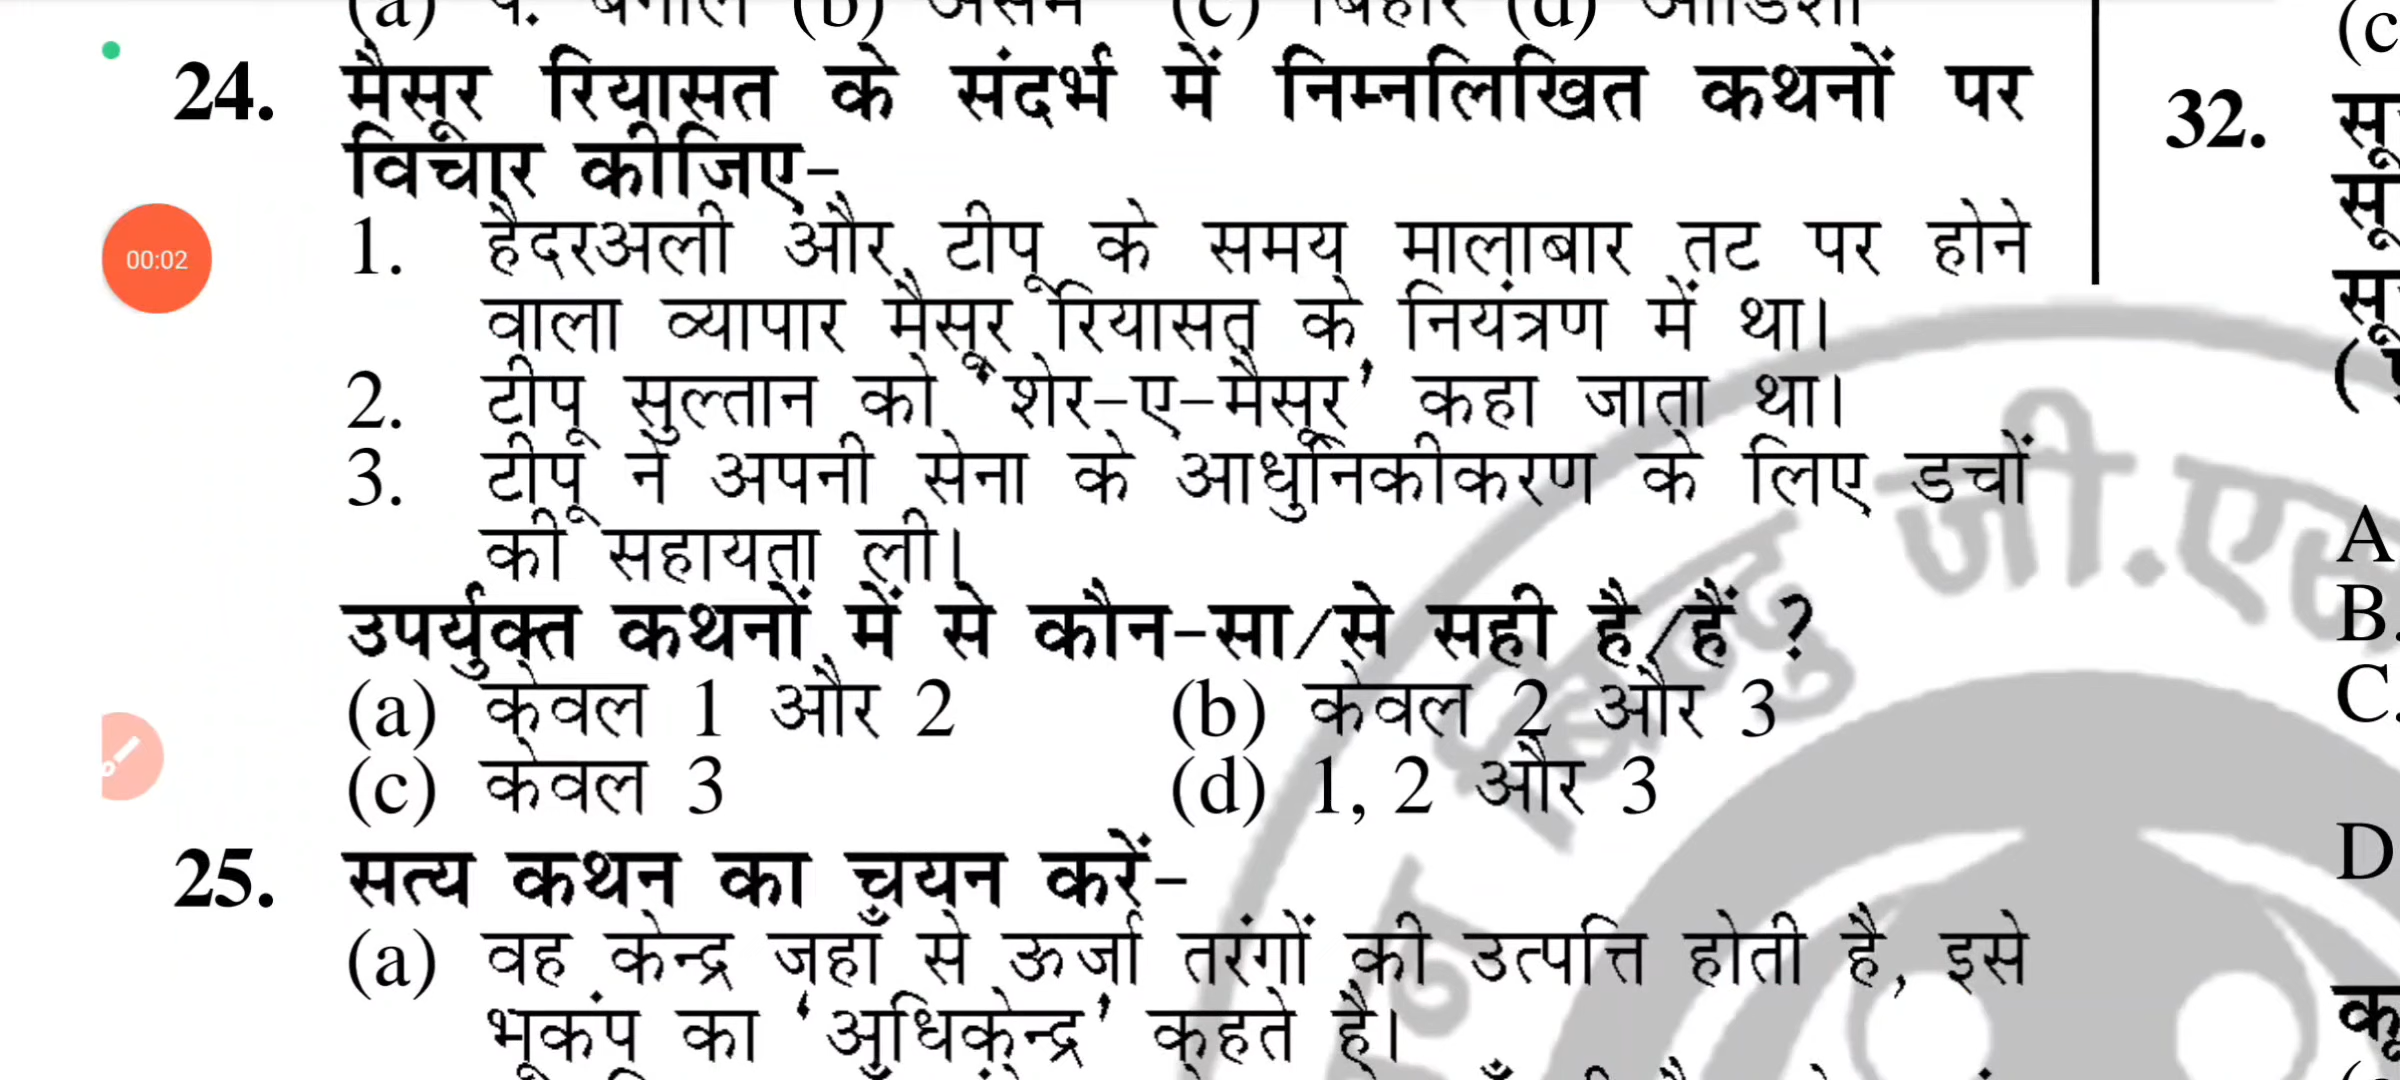 24. मैसूर रियासत के संदर्भ में निम्नलिखित कथनों पर
विचार कीजिए-
1. हैदरअली और टीपू के समय मालाबार तट पर होने
वाला व्यापार मैसूर रियासत के नियंत्रण में था।
2. टीपू सुल्तान को ‘शेर-ए-मैसूर’ कहा जाता था।
3. टीपू ने अपनी सेना के आधुनिकीकरण के लिए डचों
की सहायता ली।
उपर्युक्त कथनों में से कौन-सा/से सही है/हैं ?
(a) केवल 1 और 2 (b) केवल 2 और 3
(c) केवल 3 (d) 1, 2 और 3
25. सत्य कथन का चयन करें-
(a) वह केन्द्र जहाँ से ऊर्जा तरंगों की उत्पत्ति होती है, इसे
भूकंप का ‘अधिकेन्द्र’ कहते है।
00:02
32.
A
B.
C.
D